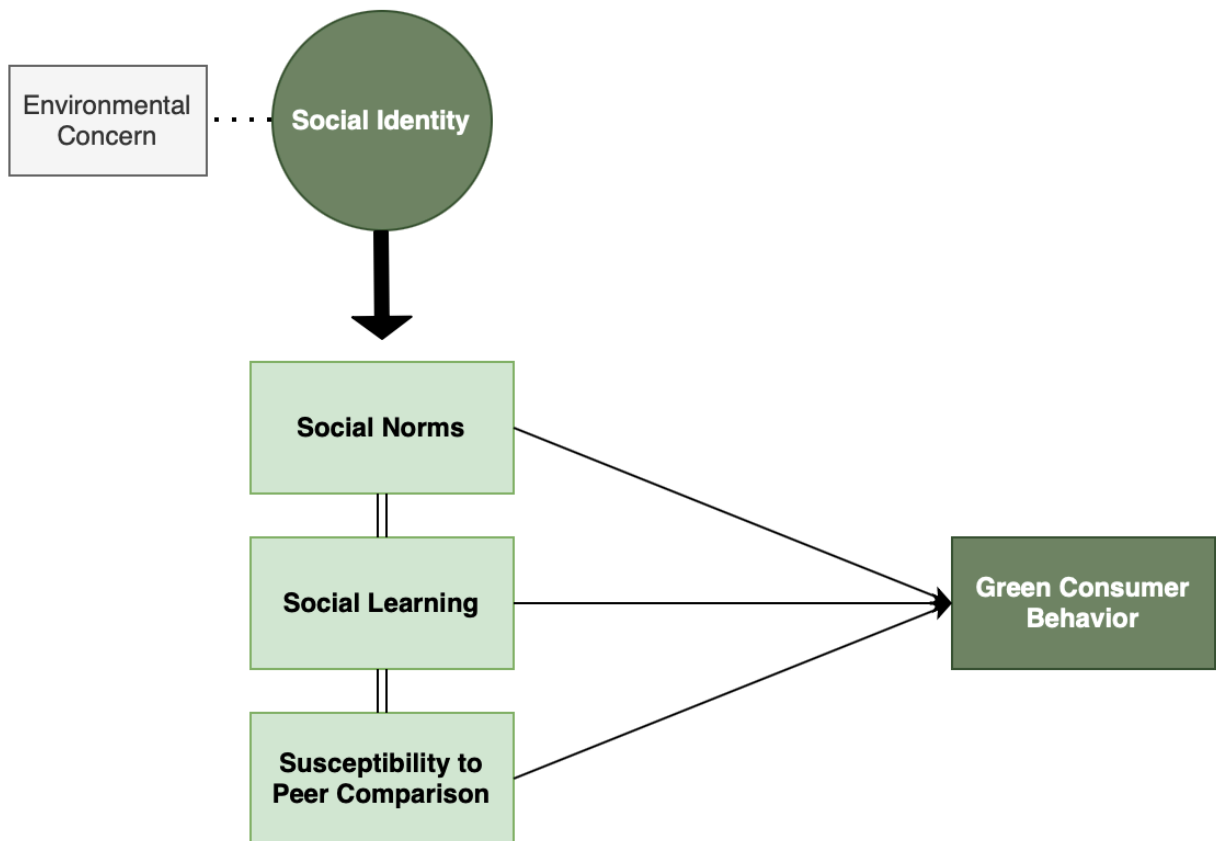 Environmental
Concern
Social Identity
Social Norms
Social Learning
Green Consumer
Behavior
Susceptibility to
Peer Comparison